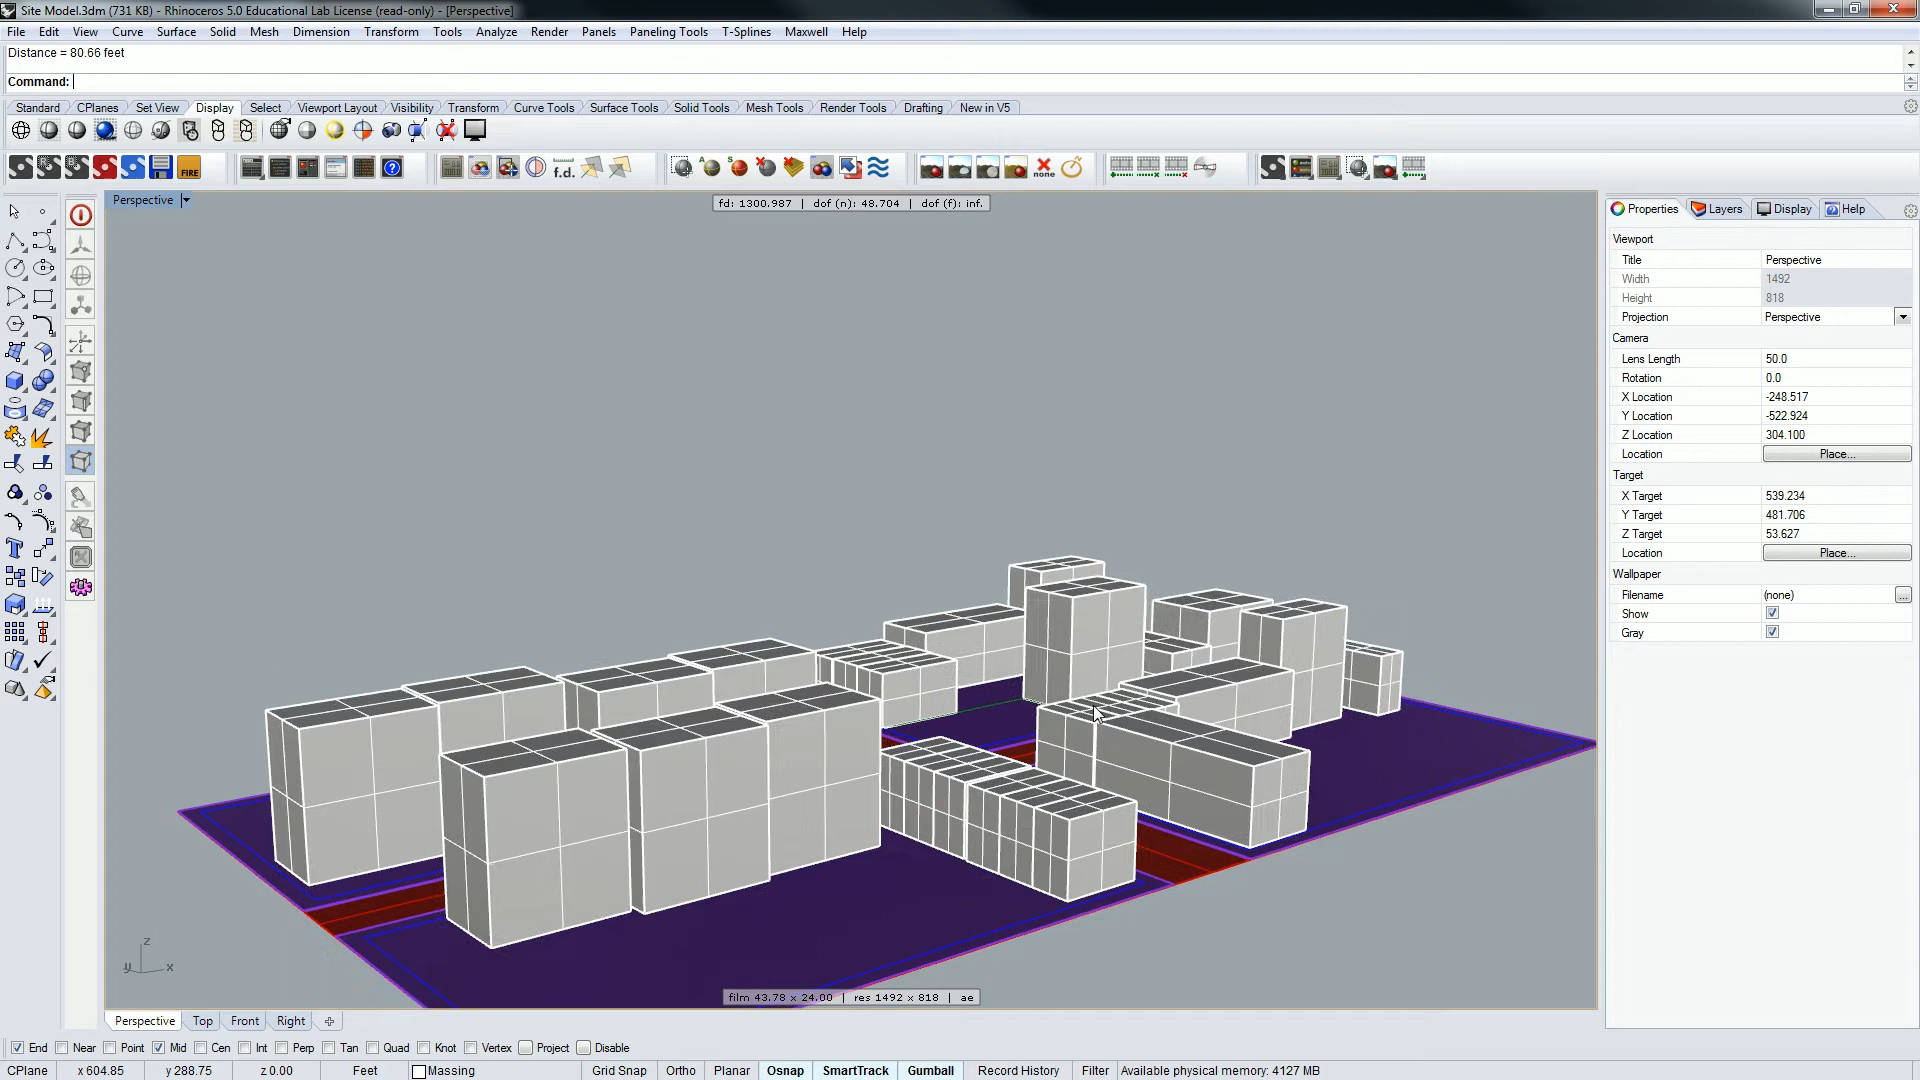 Site Model.3dm (731 KB) - Rhinoceros 5.0 Educational Lab License (read-only) - [Perspective]
File Edit View Curve Surface Solid Mesh Dimension Transform Tools Analyze Render Panels Paneling Tools T-Splines Maxwell Help
Distance = 80.66 feet
Command:
Standard CPlanes Set View Display Select Viewport Layout Visibility Transform Curve Tools Surface Tools Solid Tools Mesh Tools Render Tools Drafting New in V5
FIRE f.d. none
Perspective
fd: 1300.987 | dof (n): 48.704 | dof (f): inf.
Properties Layers Display Help
Viewport
Title Perspective
Width 1492
Height 818
Projection Perspective
Camera
Lens Length 50.0
Rotation 0.0
X Location -248.517
Y Location -522.924
Z Location 304.100
Location Place...
Target
X Target 539.234
Y Target 481.706
Z Target 53.627
Location Place...
Wallpaper
Filename (none) ...
Show
Gray
z
y x
film 43.78 x 24.00 | res 1492 x 818 | ae
Perspective Top Front Right
End Near Point Mid Cen Int Perp Tan Quad Knot Vertex Project Disable
CPlane x 604.85 y 288.75 z 0.00 Feet Massing Grid Snap Ortho Planar Osnap SmartTrack Gumball Record History Filter Available physical memory: 4127 MB